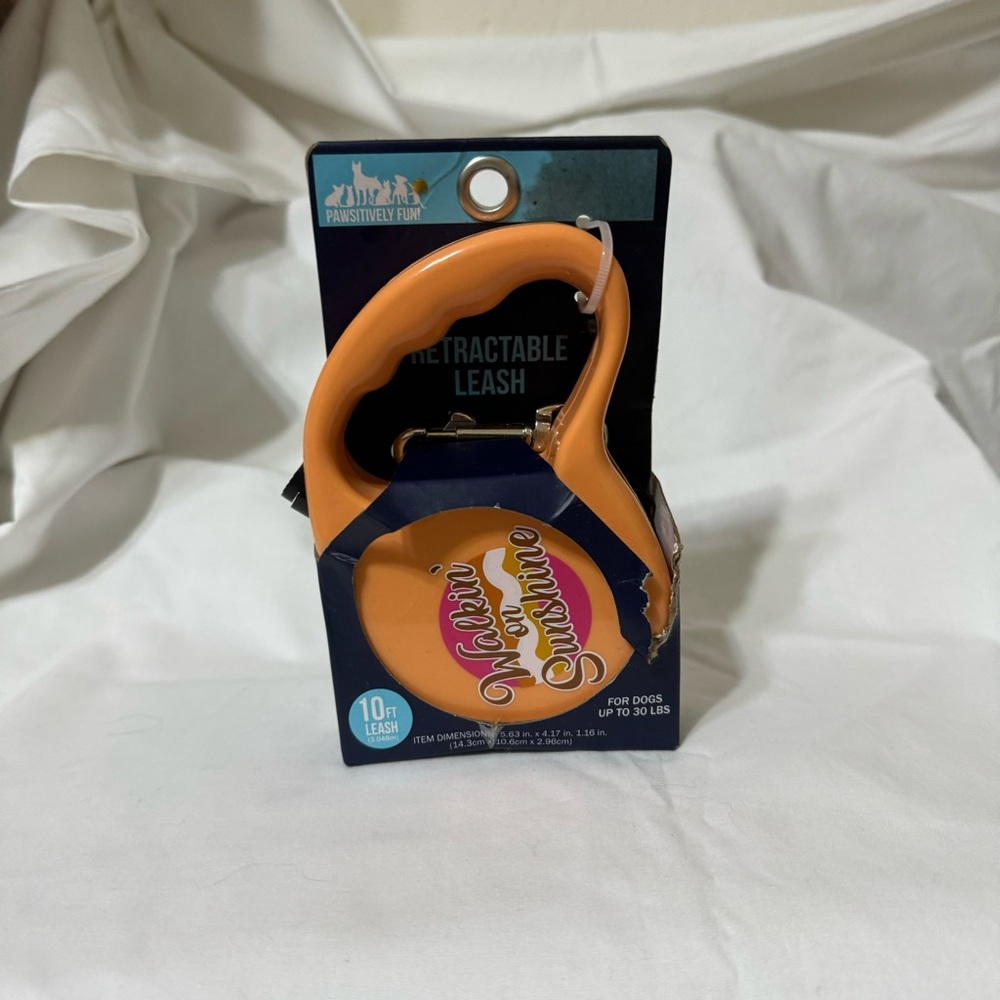 PAWSITIVELY FUN!
RETRACTABLE
LEASH
Walkin'
on
Sunshine
10FT
LEASH
(3.048m)
FOR DOGS
UP TO 30 LBS
ITEM DIMENSIONS: 5.63 in. x 4.17 in. 1.16 in.
(14.3cm x 10.6cm x 2.96cm)